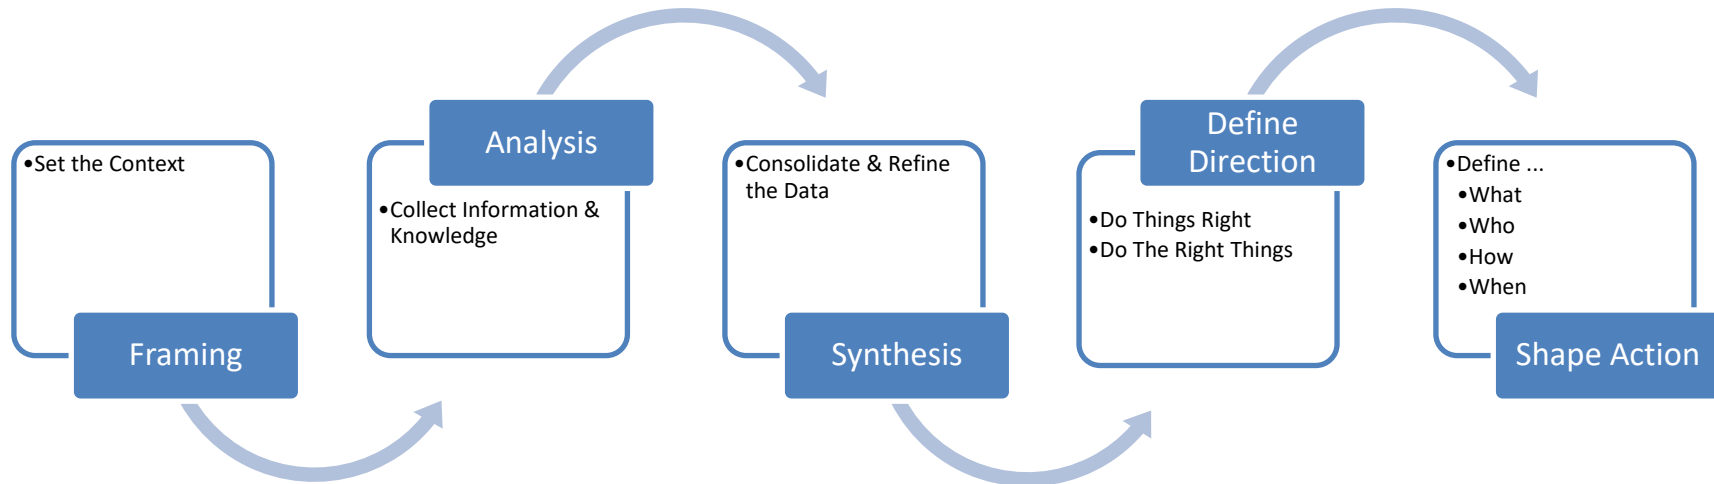 •Set the Context
Framing
Analysis
•Collect Information &
Knowledge
•Consolidate & Refine
the Data
Synthesis
Define
Direction
•Do Things Right
•Do The Right Things
•Define ...
•What
•Who
•How
•When
Shape Action